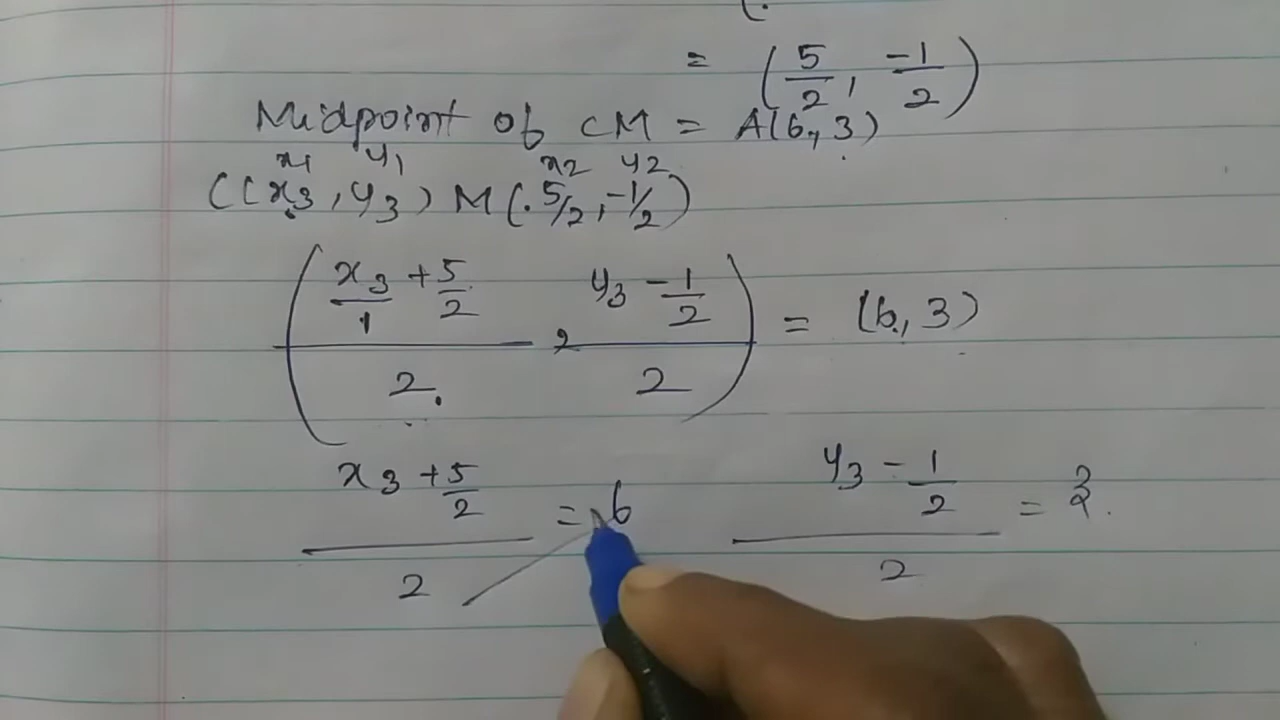 = (5/2, -1/2)
Midpoint of CM = A(6, 3)
x1 y1 x2 y2
C(x3, y3) M(5/2, -1/2)
((x3/1 + 5/2)/2, (y3 - 1/2)/2) = (6, 3)
(x3 + 5/2)/2 = 6 (y3 - 1/2)/2 = 3